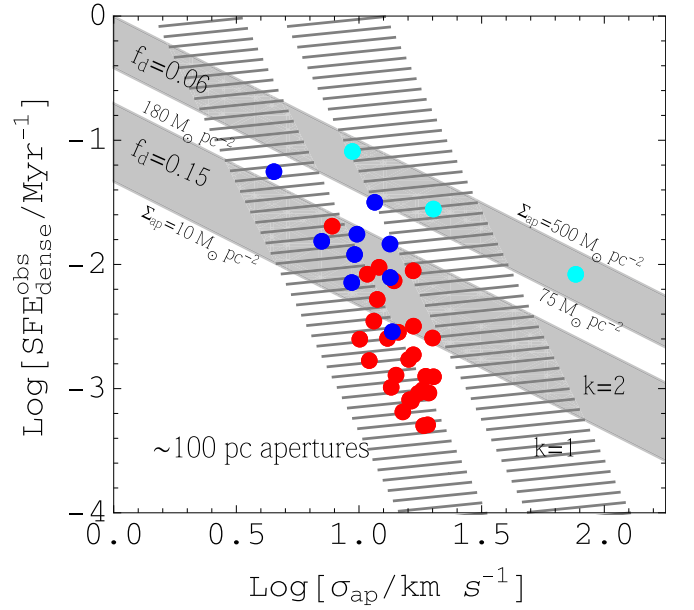 0
-1
-2
-3
-4
Log[SFE^obs_dense/Myr^-1]
f_d=0.06
180 M_⊙ pc^-2
f_d=0.15
Σ_ap=10 M_⊙ pc^-2
Σ_ap=500 M_⊙ pc^-2
75 M_⊙ pc^-2
k=2
k=1
~100 pc apertures
0.0 0.5 1.0 1.5 2.0
Log[σ_ap/km s^-1]